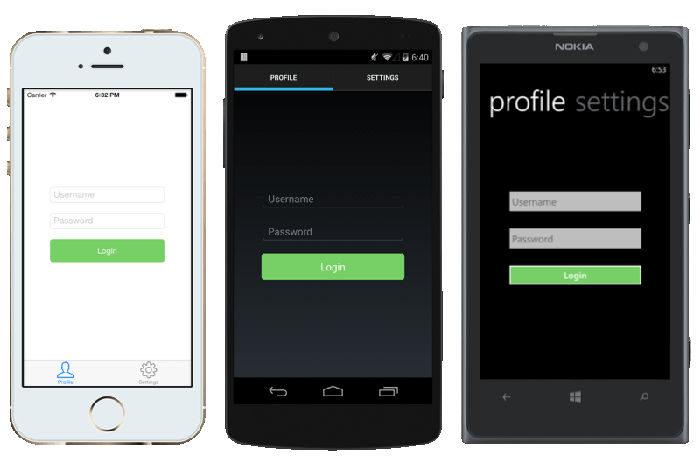 Carrier 6:02 PM
Username
Password
Login
Profile Settings
6:40
PROFILE SETTINGS
Username
Password
Login
NOKIA
6:53
profile settings
Username
Password
Login